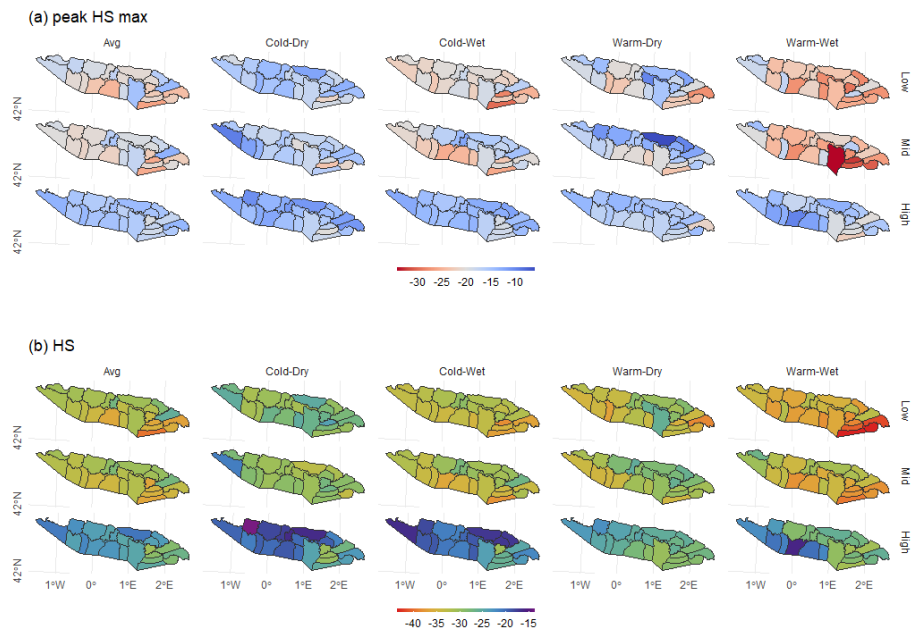 (a) peak HS max
Avg Cold-Dry Cold-Wet Warm-Dry Warm-Wet
42°N Low
42°N Mid
42°N High
-30 -25 -20 -15 -10
(b) HS
Avg Cold-Dry Cold-Wet Warm-Dry Warm-Wet
42°N Low
42°N Mid
42°N High
1°W 0° 1°E 2°E 1°W 0° 1°E 2°E 1°W 0° 1°E 2°E 1°W 0° 1°E 2°E 1°W 0° 1°E 2°E
-40 -35 -30 -25 -20 -15